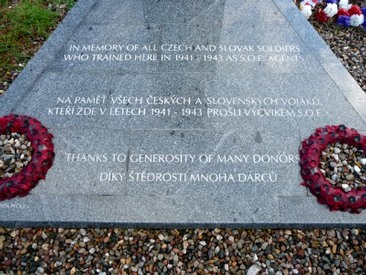 IN MEMORY OF ALL CZECH AND SLOVAK SOLDIERS
WHO TRAINED HERE IN 1941 - 1943 AS S.O.E. AGENTS.
NA PAMĚŤ VŠECH ČESKÝCH A SLOVENSKÝCH VOJÁKŮ,
KTEŘÍ ZDE V LETECH 1941 - 1943 PROŠLI VÝCVIKEM S.O.E.
THANKS TO GENEROSITY OF MANY DONORS
DÍKY ŠTĚDROSTI MNOHA DÁRCŮ